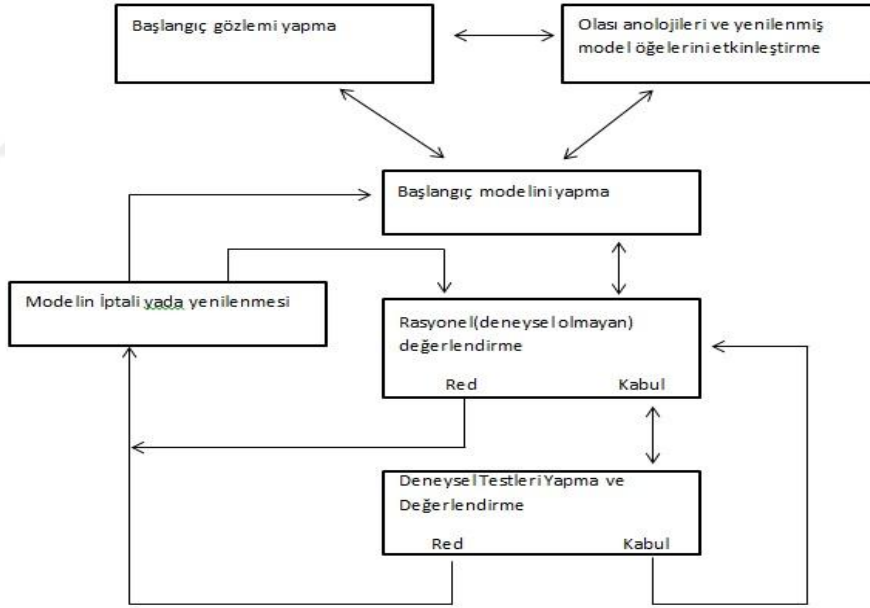 Başlangıç gözlemi yapma
Olası anolojileri ve yenilenmiş
model öğelerini etkinleştirme
Başlangıç modelini yapma
Modelin İptali yada yenilenmesi
Rasyonel(deneysel olmayan)
değerlendirme
Red Kabul
Deneysel Testleri Yapma ve
Değerlendirme
Red Kabul